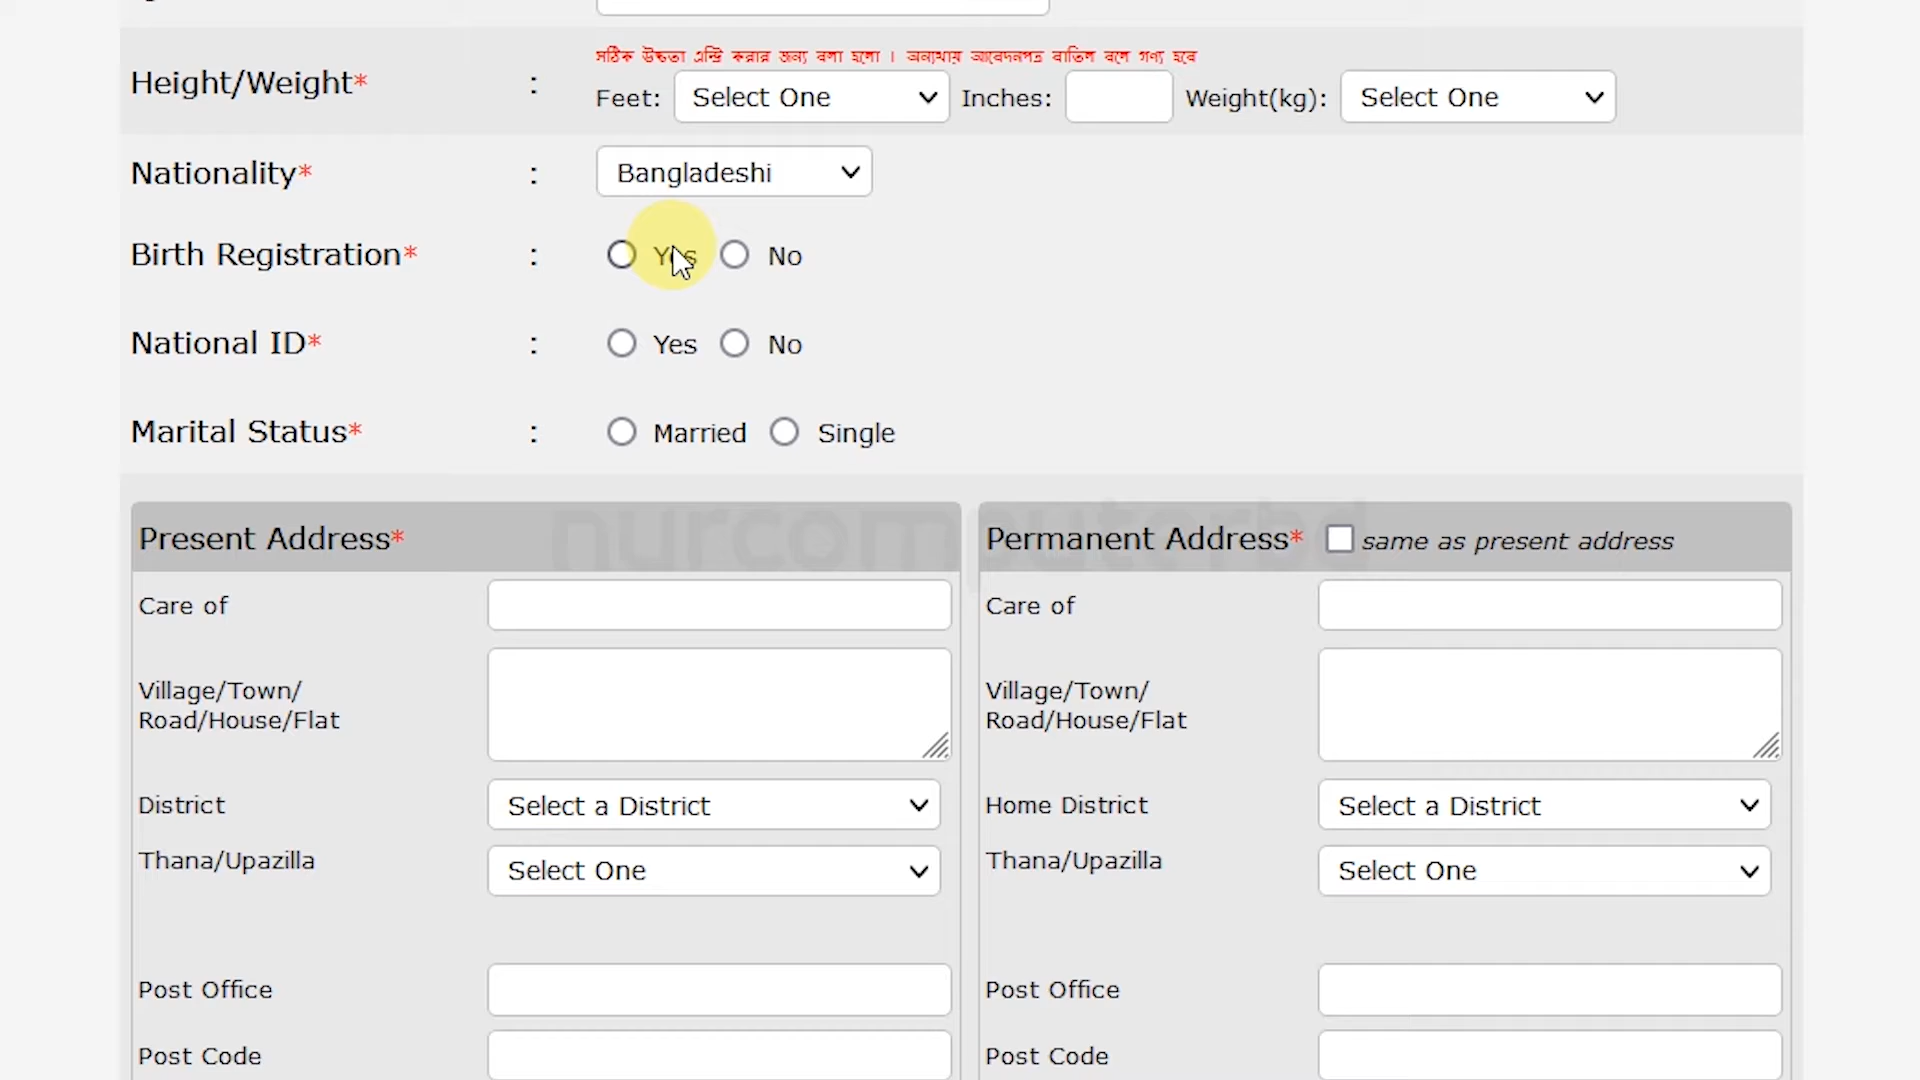 সঠিক উচ্চতা এন্ট্রি করার জন্য বলা হলো । অন্যথায় আবেদনপত্র বাতিল বলে গণ্য হবে
Height/Weight* : Feet: Select One Inches: Weight(kg): Select One
Nationality* : Bangladeshi
Birth Registration* : Yes No
National ID* : Yes No
Marital Status* : Married Single
nurcomputerbd
Present Address* Permanent Address* same as present address
Care of Care of
Village/Town/ Village/Town/
Road/House/Flat Road/House/Flat
District Select a District Home District Select a District
Thana/Upazilla Select One Thana/Upazilla Select One
Post Office Post Office
Post Code Post Code